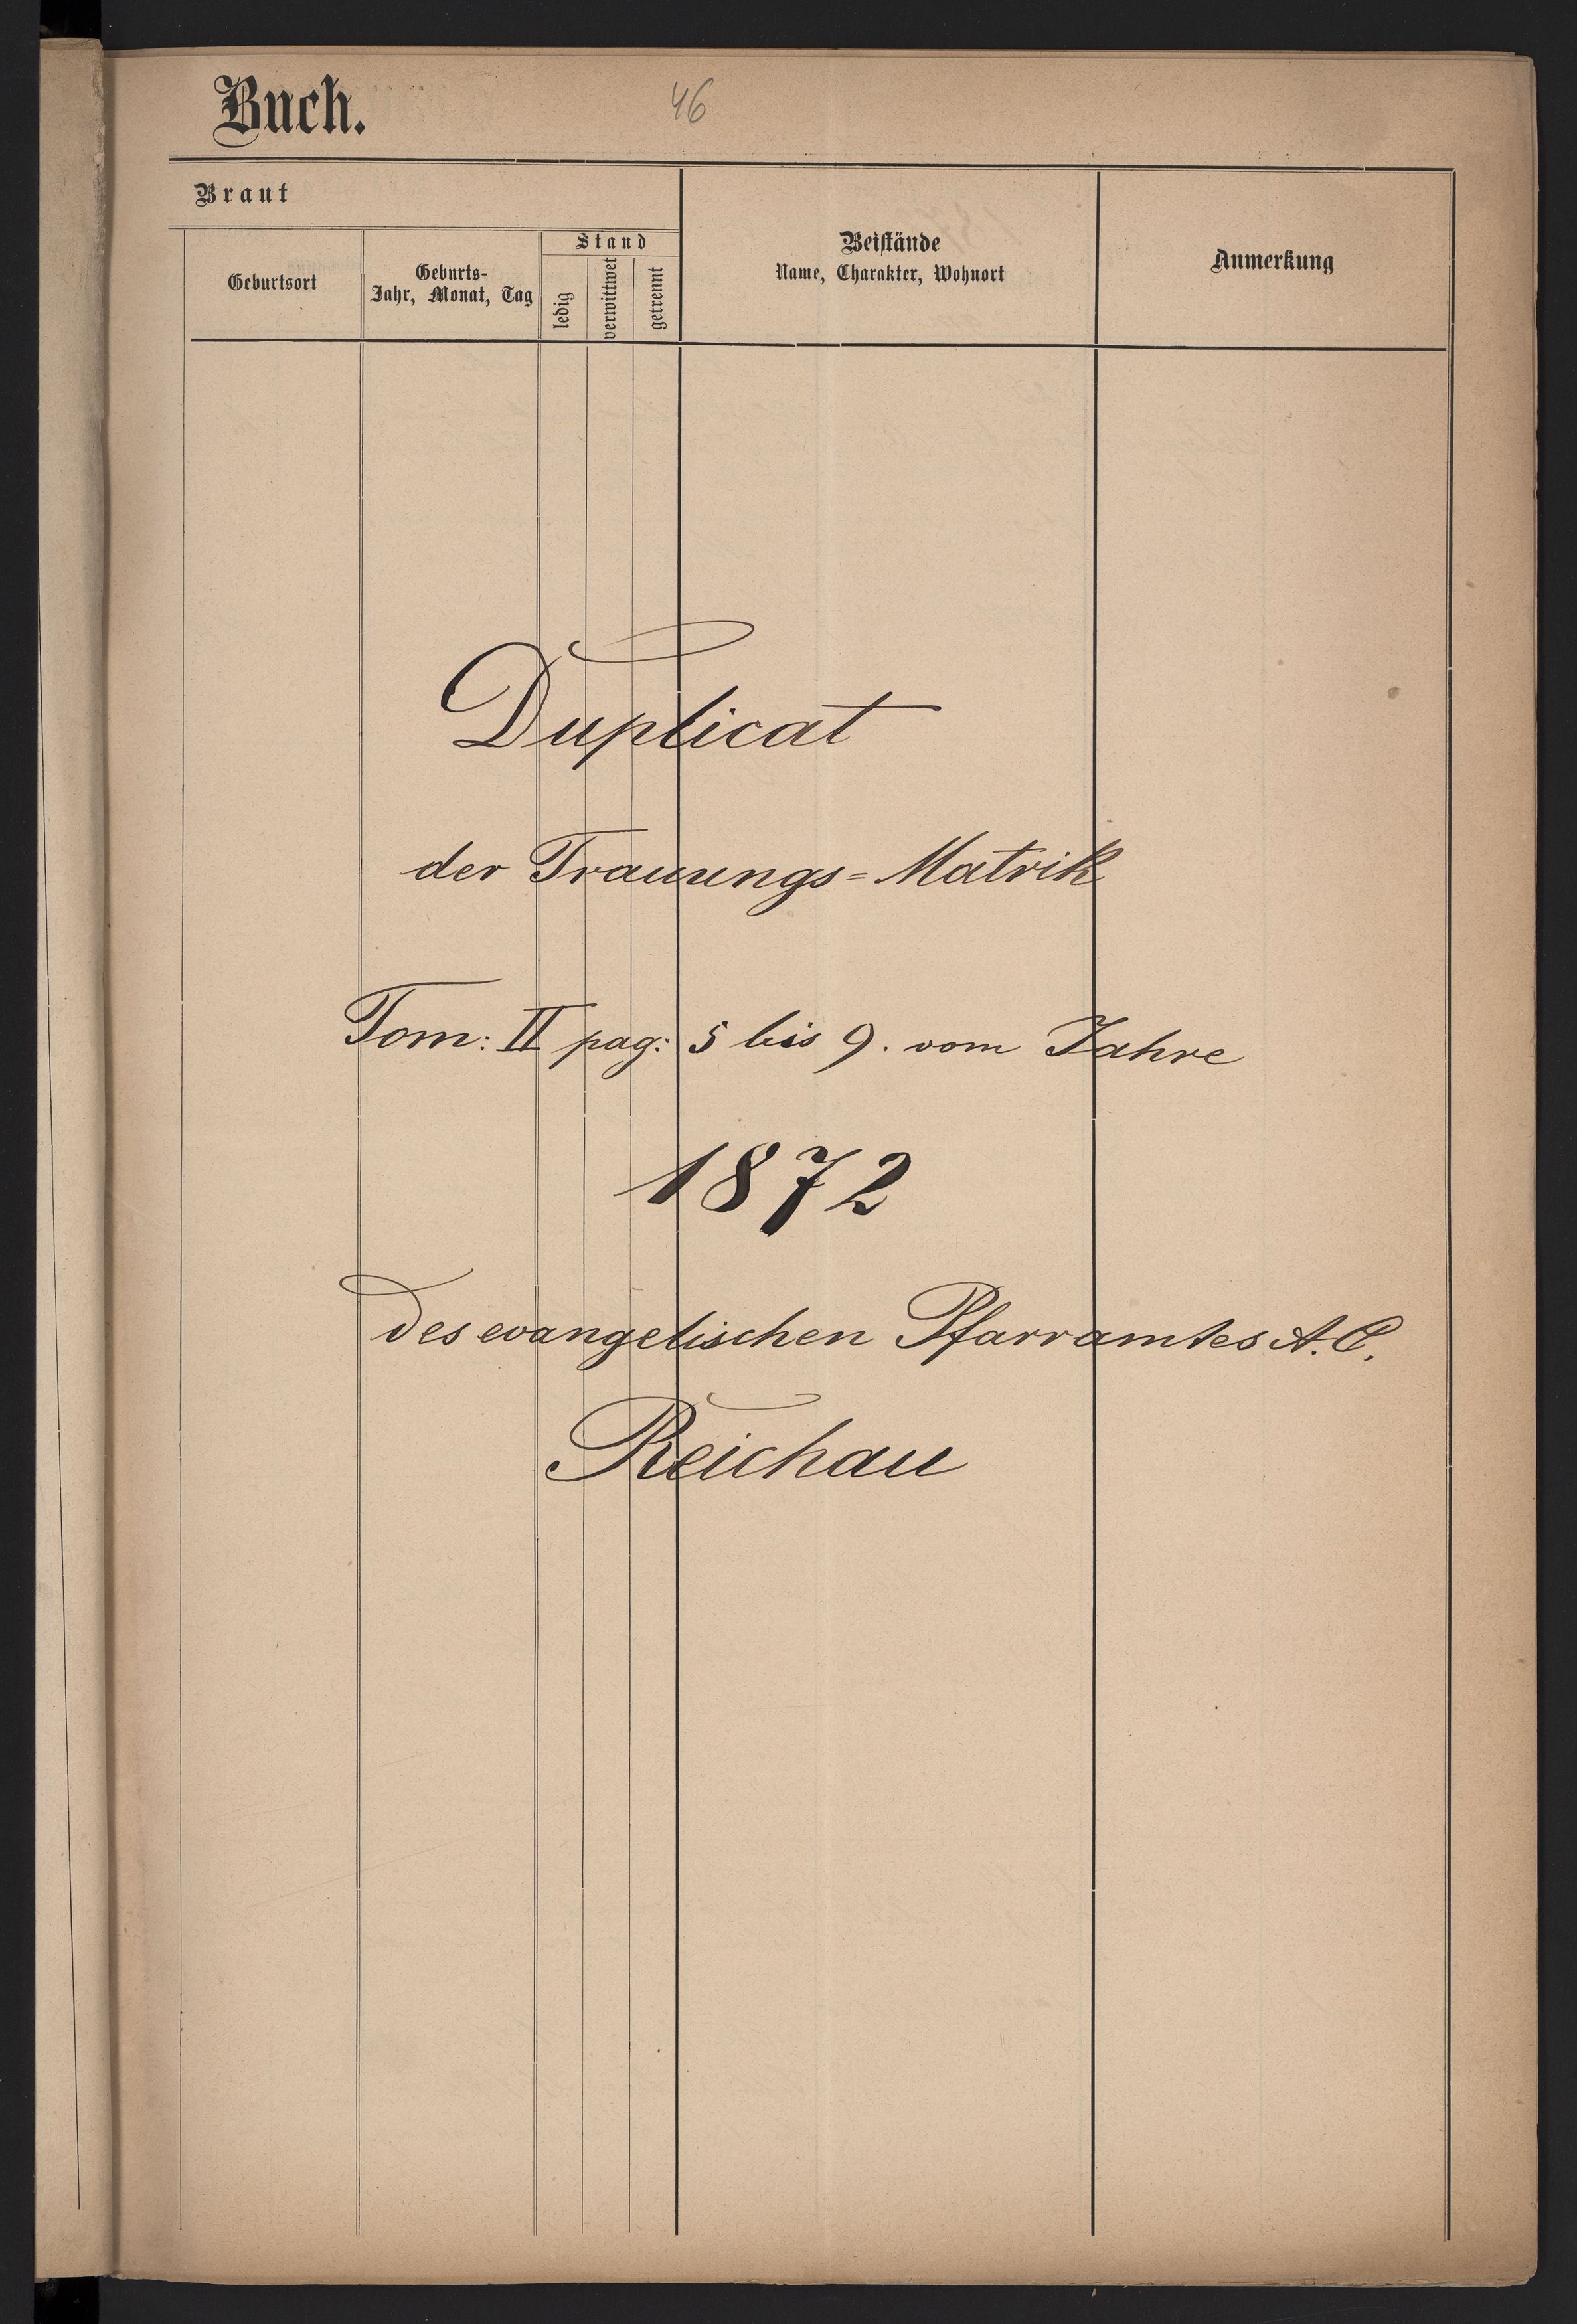 Buch.
46
Braut
Geburtsort
Geburts-
Jahr, Monat, Tag
Stand
ledig
verwittwet
getrennt
Beistände
Name, Charakter, Wohnort
Anmerkung
Duplicat
der Trauungs=Matrik
Tom: II pag: 5 bis 9. vom Jahre
1872
des evangelischen Pfarramtes A. C.
Reichau